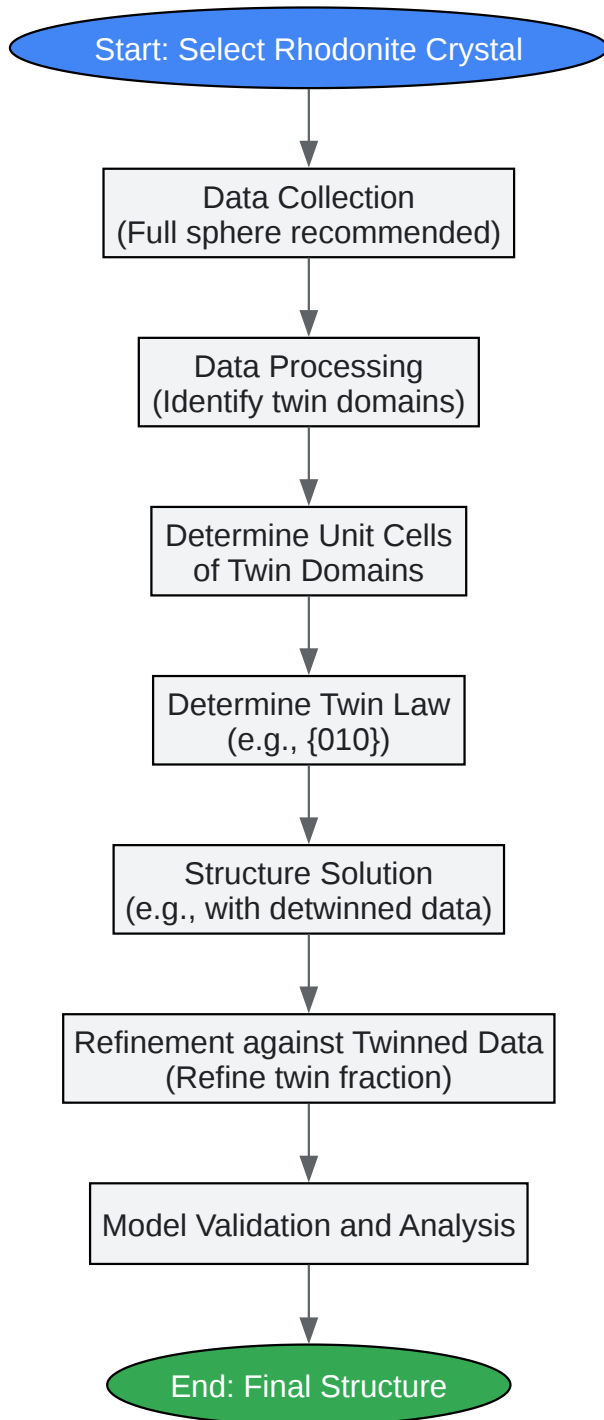 Start: Select Rhodonite Crystal
Data Collection
(Full sphere recommended)
Data Processing
(Identify twin domains)
Determine Unit Cells
of Twin Domains
Determine Twin Law
(e.g., {010})
Structure Solution
(e.g., with detwinned data)
Refinement against Twinned Data
(Refine twin fraction)
Model Validation and Analysis
End: Final Structure